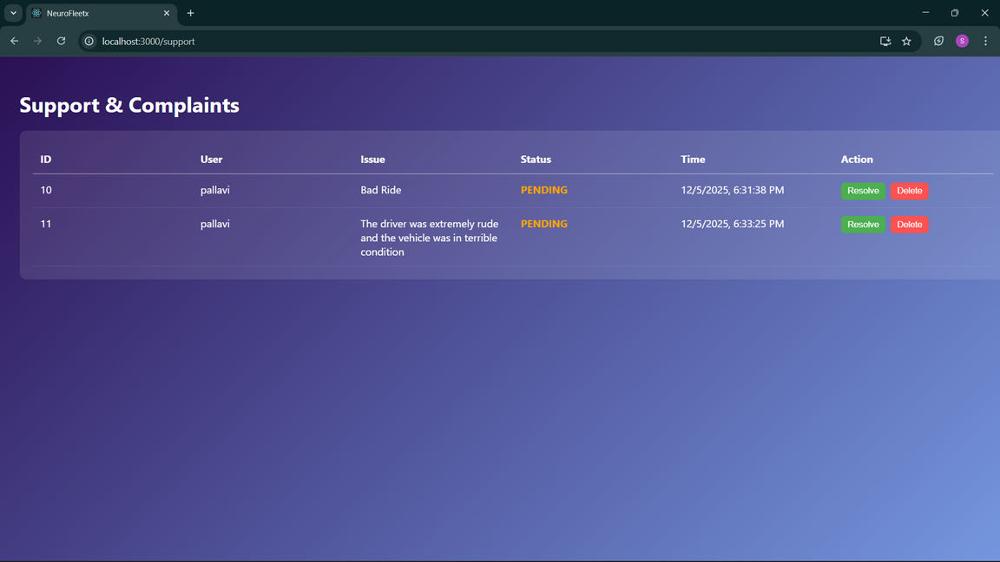 NeuroFleetx
localhost:3000/support
S
Support & Complaints
ID User Issue Status Time Action
10 pallavi Bad Ride PENDING 12/5/2025, 6:31:38 PM Resolve Delete
11 pallavi The driver was extremely rude PENDING 12/5/2025, 6:33:25 PM Resolve Delete
and the vehicle was in terrible
condition